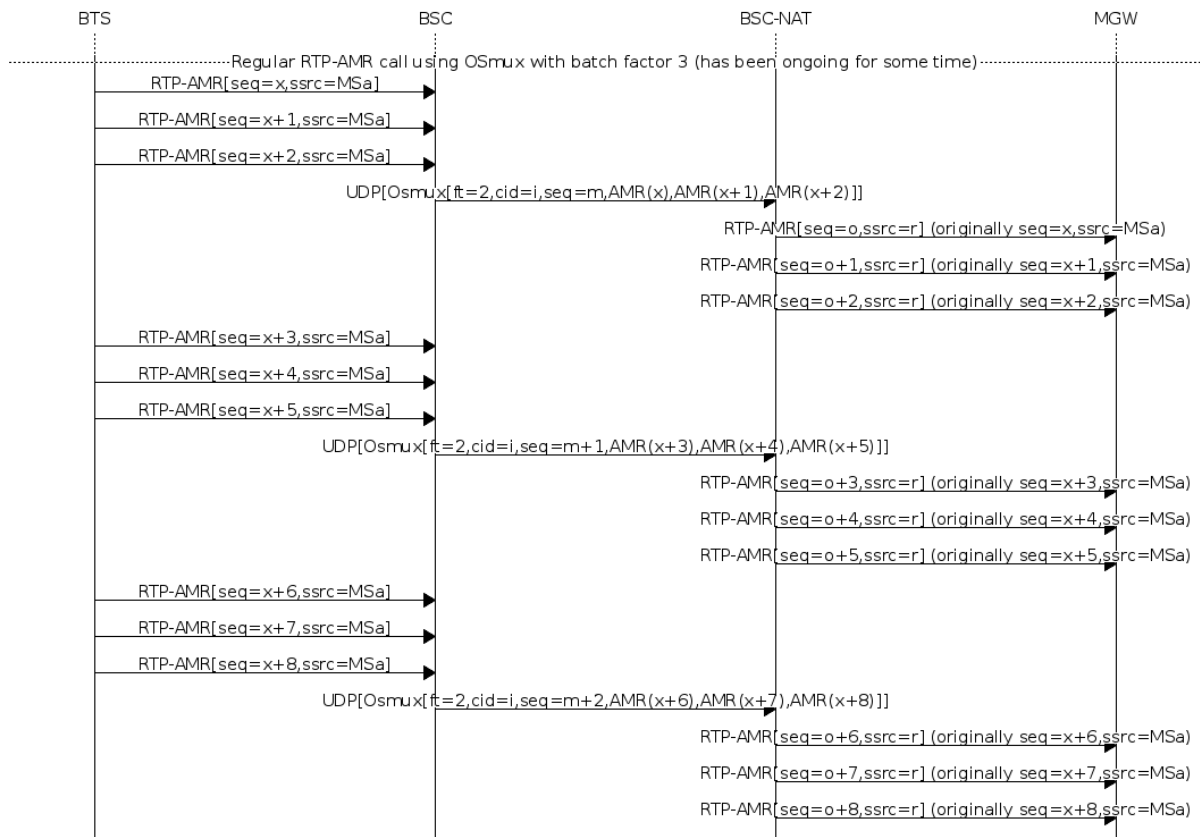 BTS BSC BSC-NAT MGW
Regular RTP-AMR call using OSmux with batch factor 3 (has been ongoing for some time)
RTP-AMR[seq=x,ssrc=MSa]
RTP-AMR[seq=x+1,ssrc=MSa]
RTP-AMR[seq=x+2,ssrc=MSa]
UDP[Osmux[ft=2,cid=i,seq=m,AMR(x),AMR(x+1),AMR(x+2)]]
RTP-AMR[seq=o,ssrc=r] (originally seq=x,ssrc=MSa)
RTP-AMR[seq=o+1,ssrc=r] (originally seq=x+1,ssrc=MSa)
RTP-AMR[seq=o+2,ssrc=r] (originally seq=x+2,ssrc=MSa)
RTP-AMR[seq=x+3,ssrc=MSa]
RTP-AMR[seq=x+4,ssrc=MSa]
RTP-AMR[seq=x+5,ssrc=MSa]
UDP[Osmux[ft=2,cid=i,seq=m+1,AMR(x+3),AMR(x+4),AMR(x+5)]]
RTP-AMR[seq=o+3,ssrc=r] (originally seq=x+3,ssrc=MSa)
RTP-AMR[seq=o+4,ssrc=r] (originally seq=x+4,ssrc=MSa)
RTP-AMR[seq=o+5,ssrc=r] (originally seq=x+5,ssrc=MSa)
RTP-AMR[seq=x+6,ssrc=MSa]
RTP-AMR[seq=x+7,ssrc=MSa]
RTP-AMR[seq=x+8,ssrc=MSa]
UDP[Osmux[ft=2,cid=i,seq=m+2,AMR(x+6),AMR(x+7),AMR(x+8)]]
RTP-AMR[seq=o+6,ssrc=r] (originally seq=x+6,ssrc=MSa)
RTP-AMR[seq=o+7,ssrc=r] (originally seq=x+7,ssrc=MSa)
RTP-AMR[seq=o+8,ssrc=r] (originally seq=x+8,ssrc=MSa)